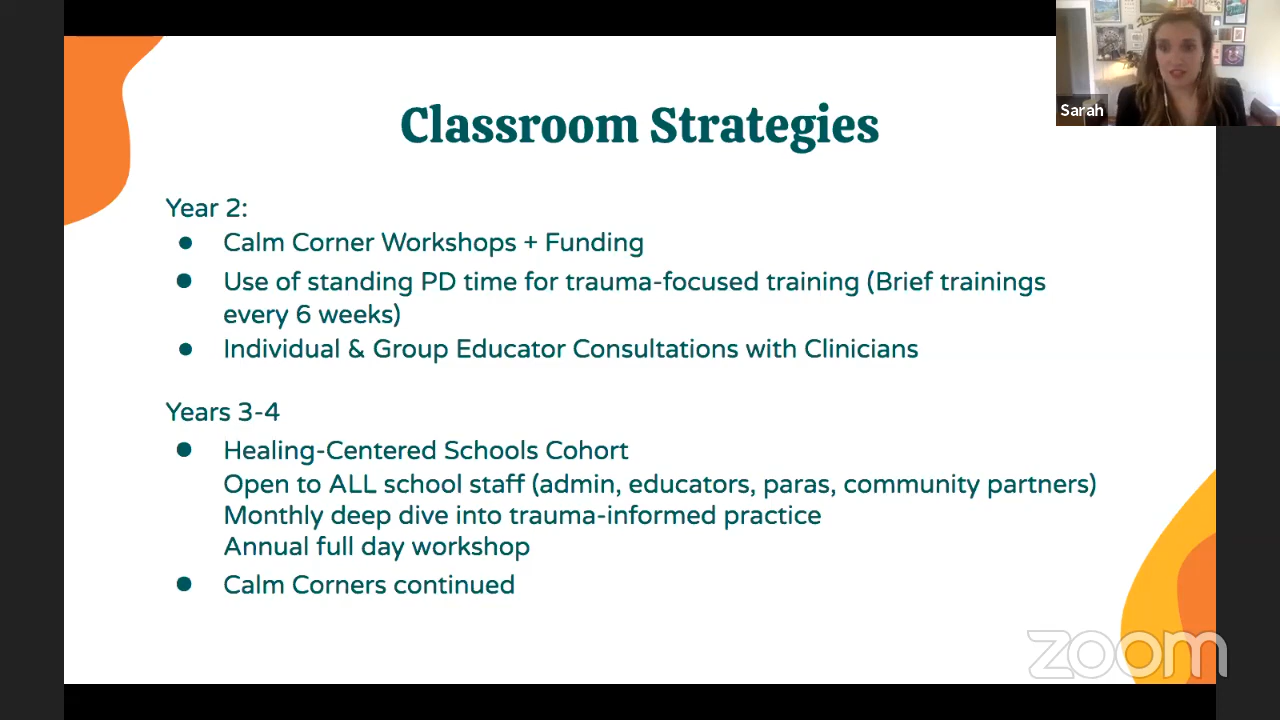 Classroom Strategies
Sarah
Year 2:
● Calm Corner Workshops + Funding
● Use of standing PD time for trauma-focused training (Brief trainings
every 6 weeks)
● Individual & Group Educator Consultations with Clinicians
Years 3-4
● Healing-Centered Schools Cohort
Open to ALL school staff (admin, educators, paras, community partners)
Monthly deep dive into trauma-informed practice
Annual full day workshop
● Calm Corners continued
zoom